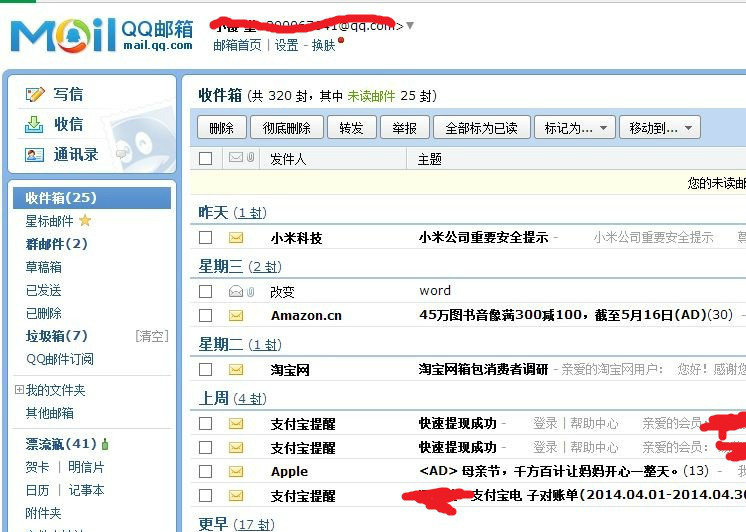 MOil QQ邮箱
mail.qq.com
@qq.com>
邮箱首页 | 设置 - 换肤
写信
收信
通讯录
收件箱(25)
星标邮件
群邮件(2)
草稿箱
已发送
已删除
垃圾箱(7) [清空]
QQ邮件订阅
我的文件夹
其他邮箱
漂流瓶(41)
贺卡 | 明信片
日历 | 记事本
附件夹
收件箱 (共 320 封，其中 未读邮件 25 封)
删除 彻底删除 转发 举报 全部标为已读 标记为... 移动到...
发件人 主题
您的未读邮
昨天 (1 封)
小米科技 小米公司重要安全提示 - 小米公司重要安全提示 尊
星期三 (2 封)
改变 word
Amazon.cn 45万图书音像满300减100，截至5月16日(AD)(30) -
星期二 (1 封)
淘宝网 淘宝网箱包消费者调研 - 亲爱的淘宝网用户： 您好！感谢您
上周 (4 封)
支付宝提醒 快速提现成功 - 登录 | 帮助中心 亲爱的会员:
支付宝提醒 快速提现成功 - 登录 | 帮助中心 亲爱的会员:
Apple <AD> 母亲节，千方百计让妈妈开心一整天。(13) - 我
支付宝提醒 支付宝电 子对账单(2014.04.01-2014.04.30
更早 (17 封)